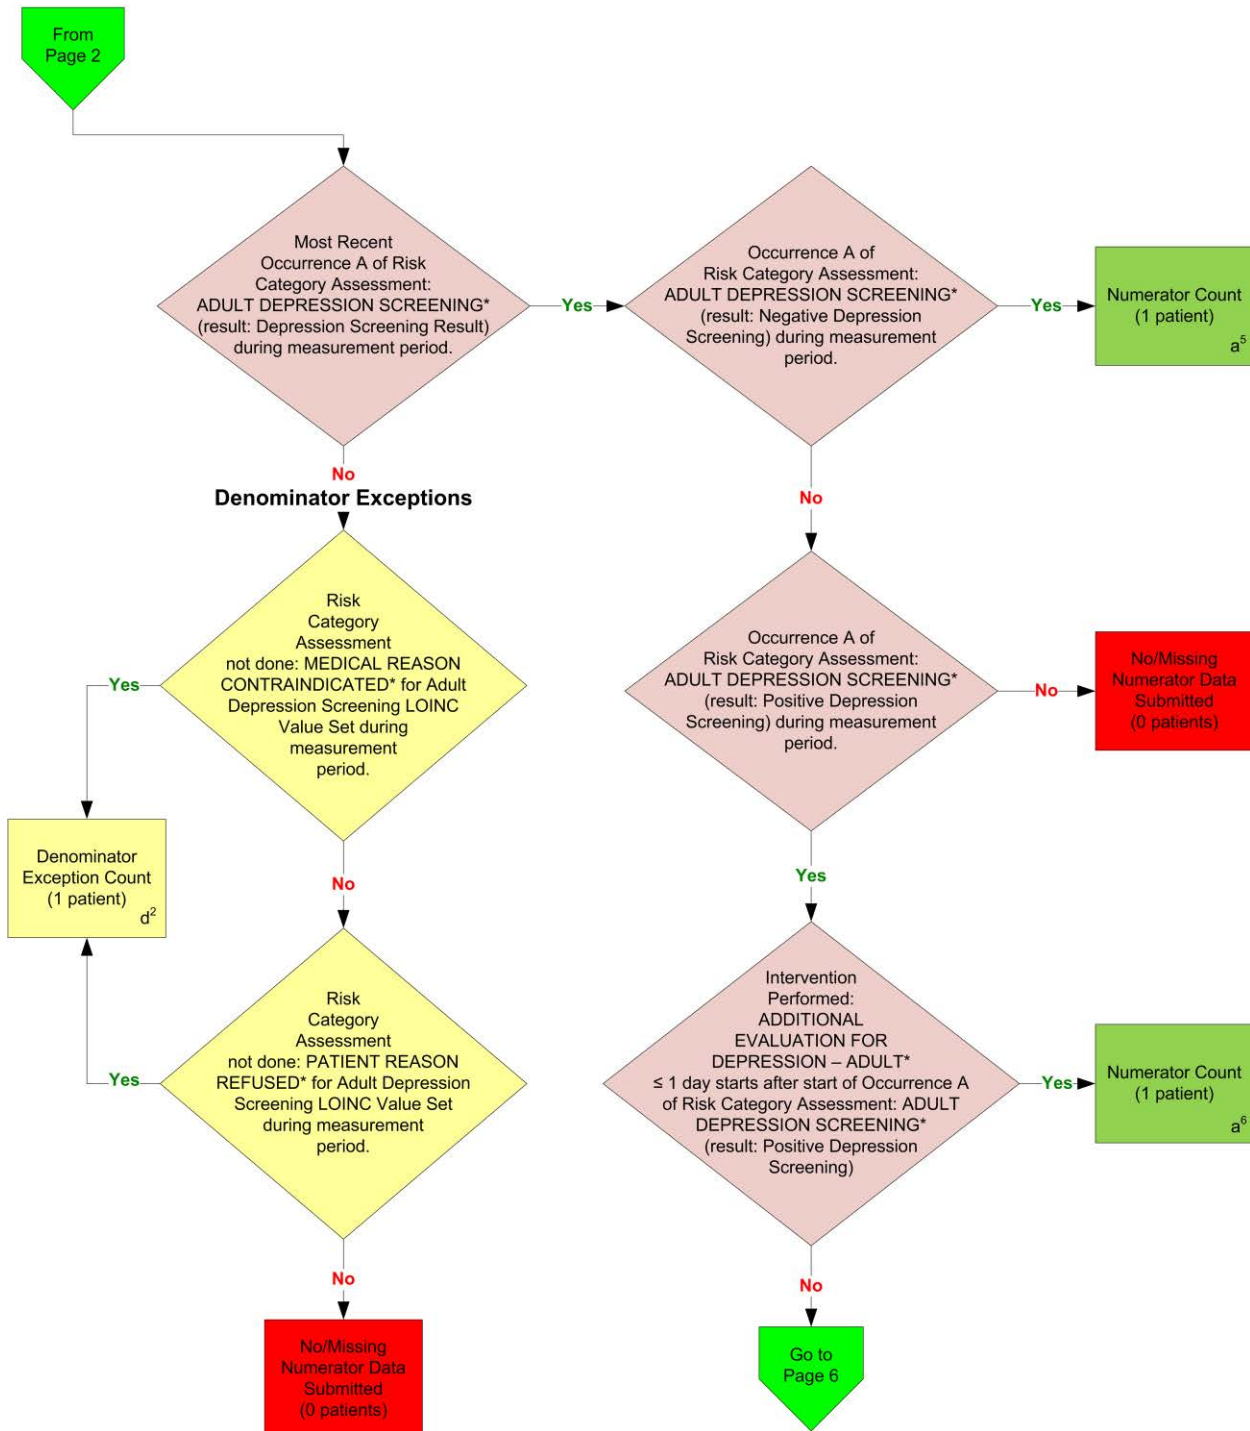 From
Page 2
Most Recent
Occurrence A of Risk
Category Assessment:
ADULT DEPRESSION SCREENING*
(result: Depression Screening Result)
during measurement period.
Yes
Occurrence A of
Risk Category Assessment:
ADULT DEPRESSION SCREENING*
(result: Negative Depression
Screening) during measurement
period.
Yes
Numerator Count
(1 patient)
a⁵
No
Denominator Exceptions
No
Risk
Category
Assessment
not done: MEDICAL REASON
CONTRAINDICATED* for Adult
Depression Screening LOINC
Value Set during
measurement
period.
Yes
Occurrence A of
Risk Category Assessment:
ADULT DEPRESSION SCREENING*
(result: Positive Depression
Screening) during measurement
period.
No
No/Missing
Numerator Data
Submitted
(0 patients)
Denominator
Exception Count
(1 patient)
d²
No
Yes
Risk
Category
Assessment
not done: PATIENT REASON
REFUSED* for Adult Depression
Screening LOINC Value Set
during measurement
period.
Yes
Intervention
Performed:
ADDITIONAL
EVALUATION FOR
DEPRESSION – ADULT*
≤ 1 day starts after start of Occurrence A
of Risk Category Assessment: ADULT
DEPRESSION SCREENING*
(result: Positive Depression
Screening)
Yes
Numerator Count
(1 patient)
a⁶
No
No
No/Missing
Numerator Data
Submitted
(0 patients)
Go to
Page 6